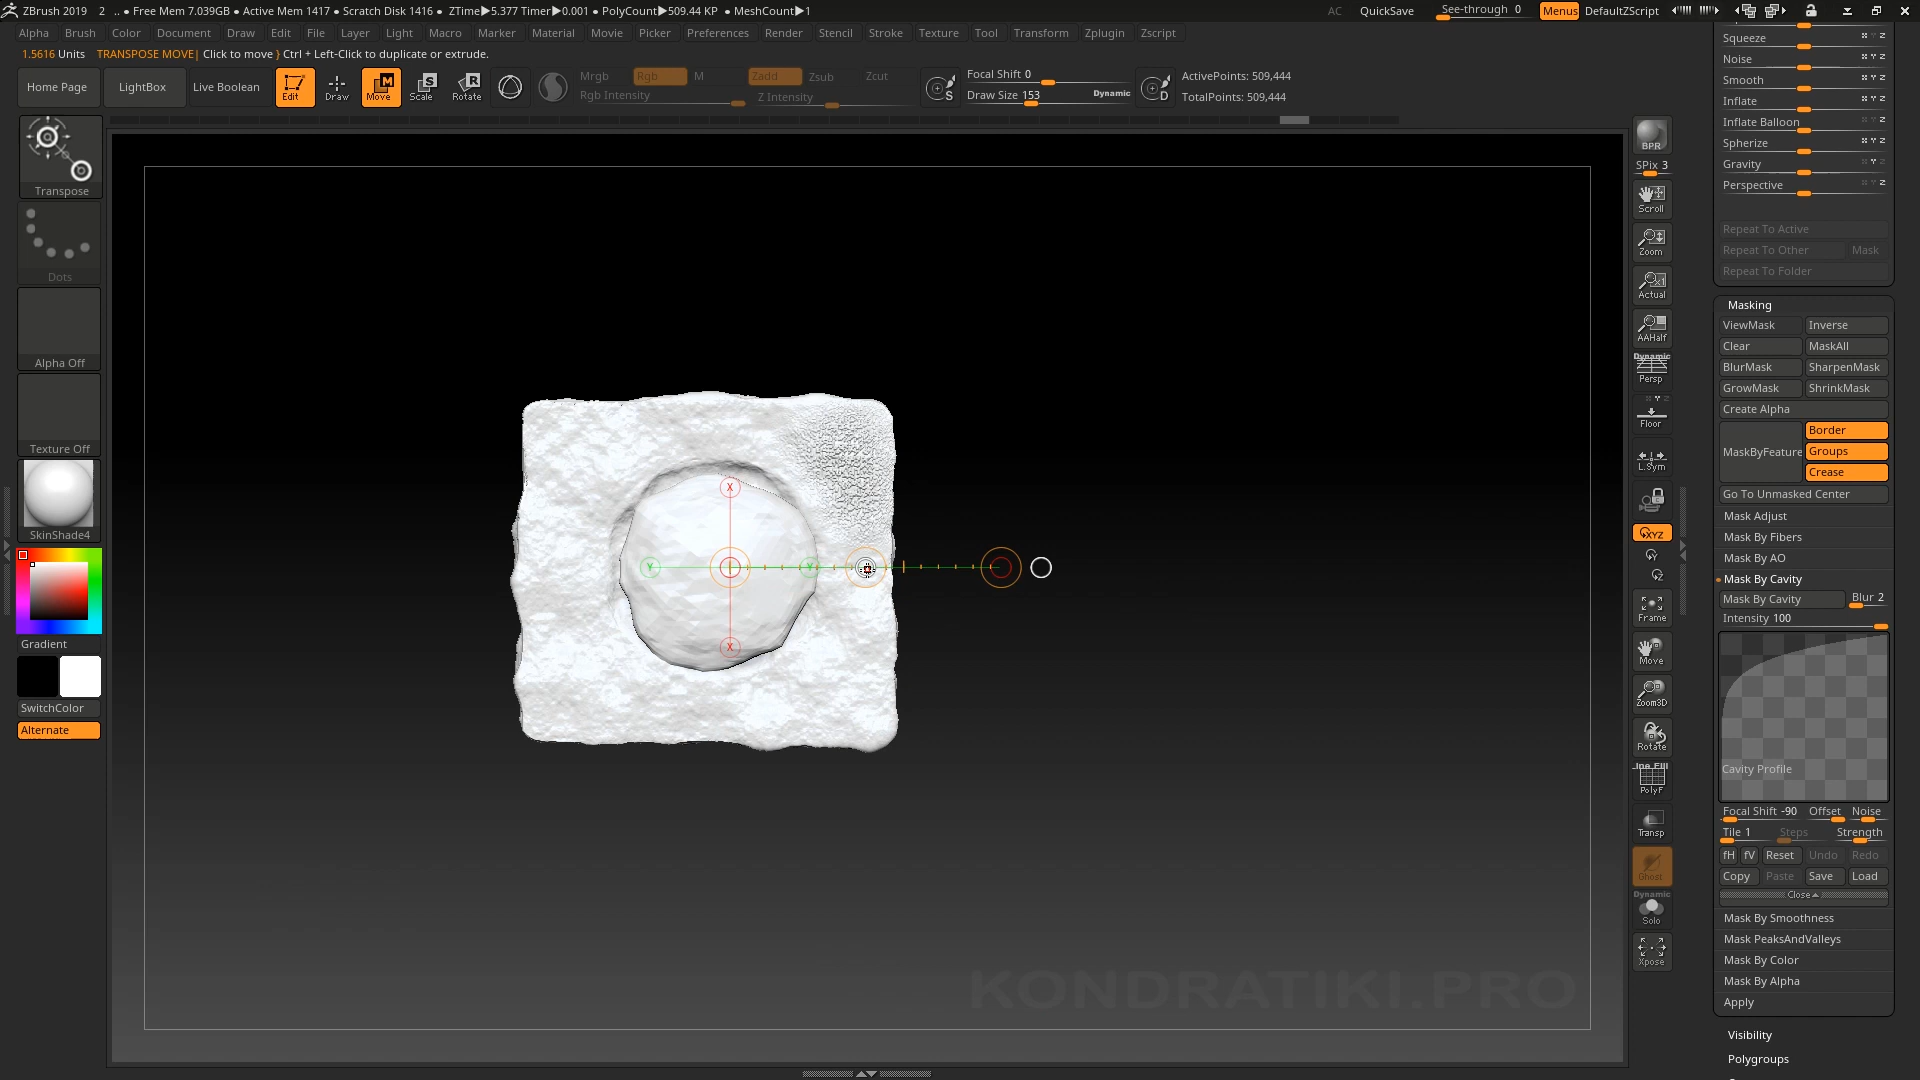 ZBrush 2019 2 .. ● Free Mem 7.039GB ● Active Mem 1417 ● Scratch Disk 1416 ● ZTime▶5.377 Timer▶0.001 ● PolyCount▶509.44 KP ● MeshCount▶1 AC QuickSave See-through 0 Menus DefaultZScript
Alpha Brush Color Document Draw Edit File Layer Light Macro Marker Material Movie Picker Preferences Render Stencil Stroke Texture Tool Transform Zplugin Zscript
1.5616 Units TRANSPOSE MOVE| Click to move } Ctrl + Left-Click to duplicate or extrude.
Home Page LightBox Live Boolean Edit Draw Move Scale Rotate
Mrgb Rgb M Zadd Zsub Zcut
Rgb Intensity Z Intensity
Focal Shift 0
Draw Size 153 Dynamic
ActivePoints: 509,444
TotalPoints: 509,444
Transpose
Dots
Alpha Off
Texture Off
SkinShade4
Gradient
SwitchColor
Alternate
X
Y Y
X
KONDRATIKI.PRO
BPR
SPix 3
Scroll
Zoom
Actual
AAHalf
Dynamic
Persp
Floor
L.Sym
XYZ
Y
Z
Frame
Move
Zoom3D
Rotate
Line Fill
PolyF
Transp
Ghost
Dynamic
Solo
Xpose
Squeeze
Noise
Smooth
Inflate
Inflate Balloon
Spherize
Gravity
Perspective
Repeat To Active
Repeat To Other Mask
Repeat To Folder
Masking
ViewMask Inverse
Clear MaskAll
BlurMask SharpenMask
GrowMask ShrinkMask
Create Alpha
MaskByFeature Border
Groups
Crease
Go To Unmasked Center
Mask Adjust
Mask By Fibers
Mask By AO
Mask By Cavity
Mask By Cavity Blur 2
Intensity 100
Cavity Profile
Focal Shift -90 Offset Noise
Tile 1 Steps Strength
fH fV Reset Undo Redo
Copy Paste Save Load
Close
Mask By Smoothness
Mask PeaksAndValleys
Mask By Color
Mask By Alpha
Apply
Visibility
Polygroups